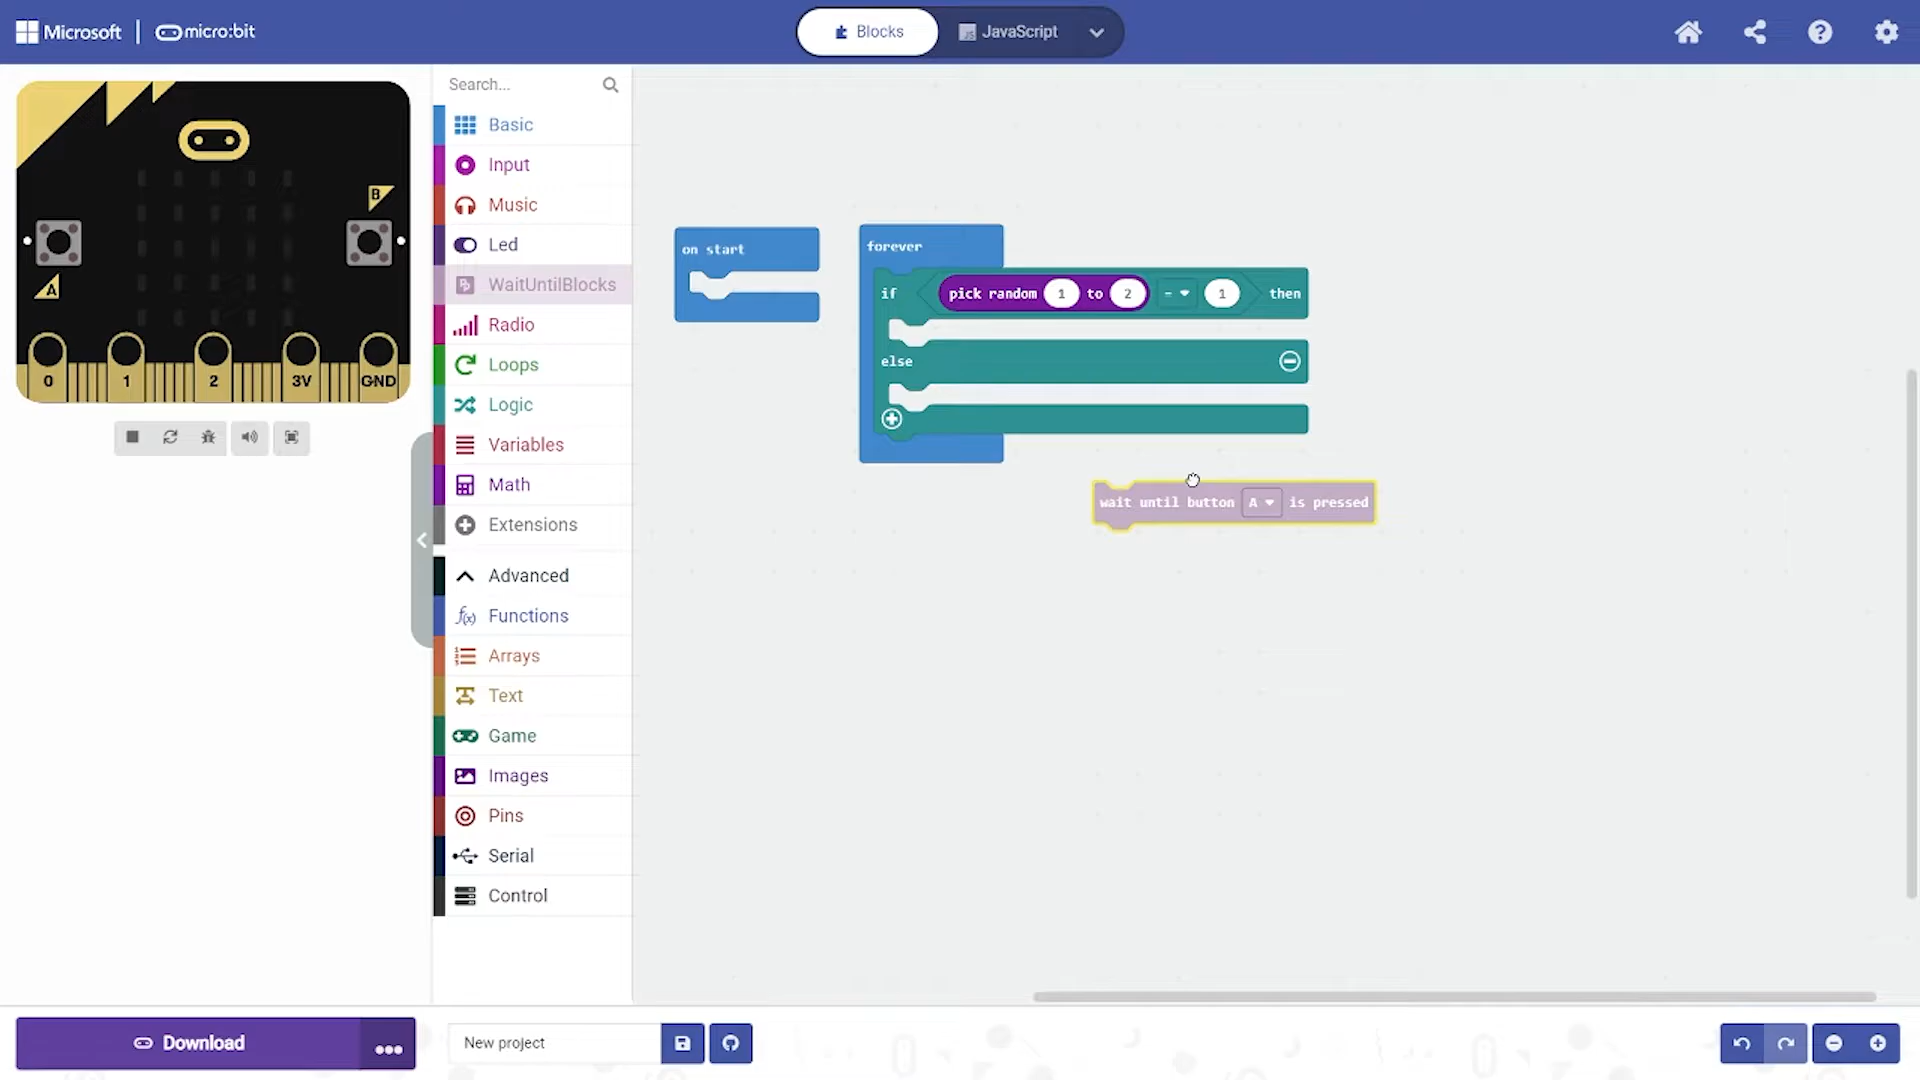 Microsoft | micro:bit
Blocks
JavaScript
Search...
Basic
Input
Music
Led
WaitUntilBlocks
Radio
Loops
Logic
Variables
Math
Extensions
Advanced
f(x) Functions
Arrays
Text
Game
Images
Pins
Serial
Control
B
A
0 1 2 3V GND
on start
forever
if pick random 1 to 2 = 1 then
else
wait until button A is pressed
Download
New project